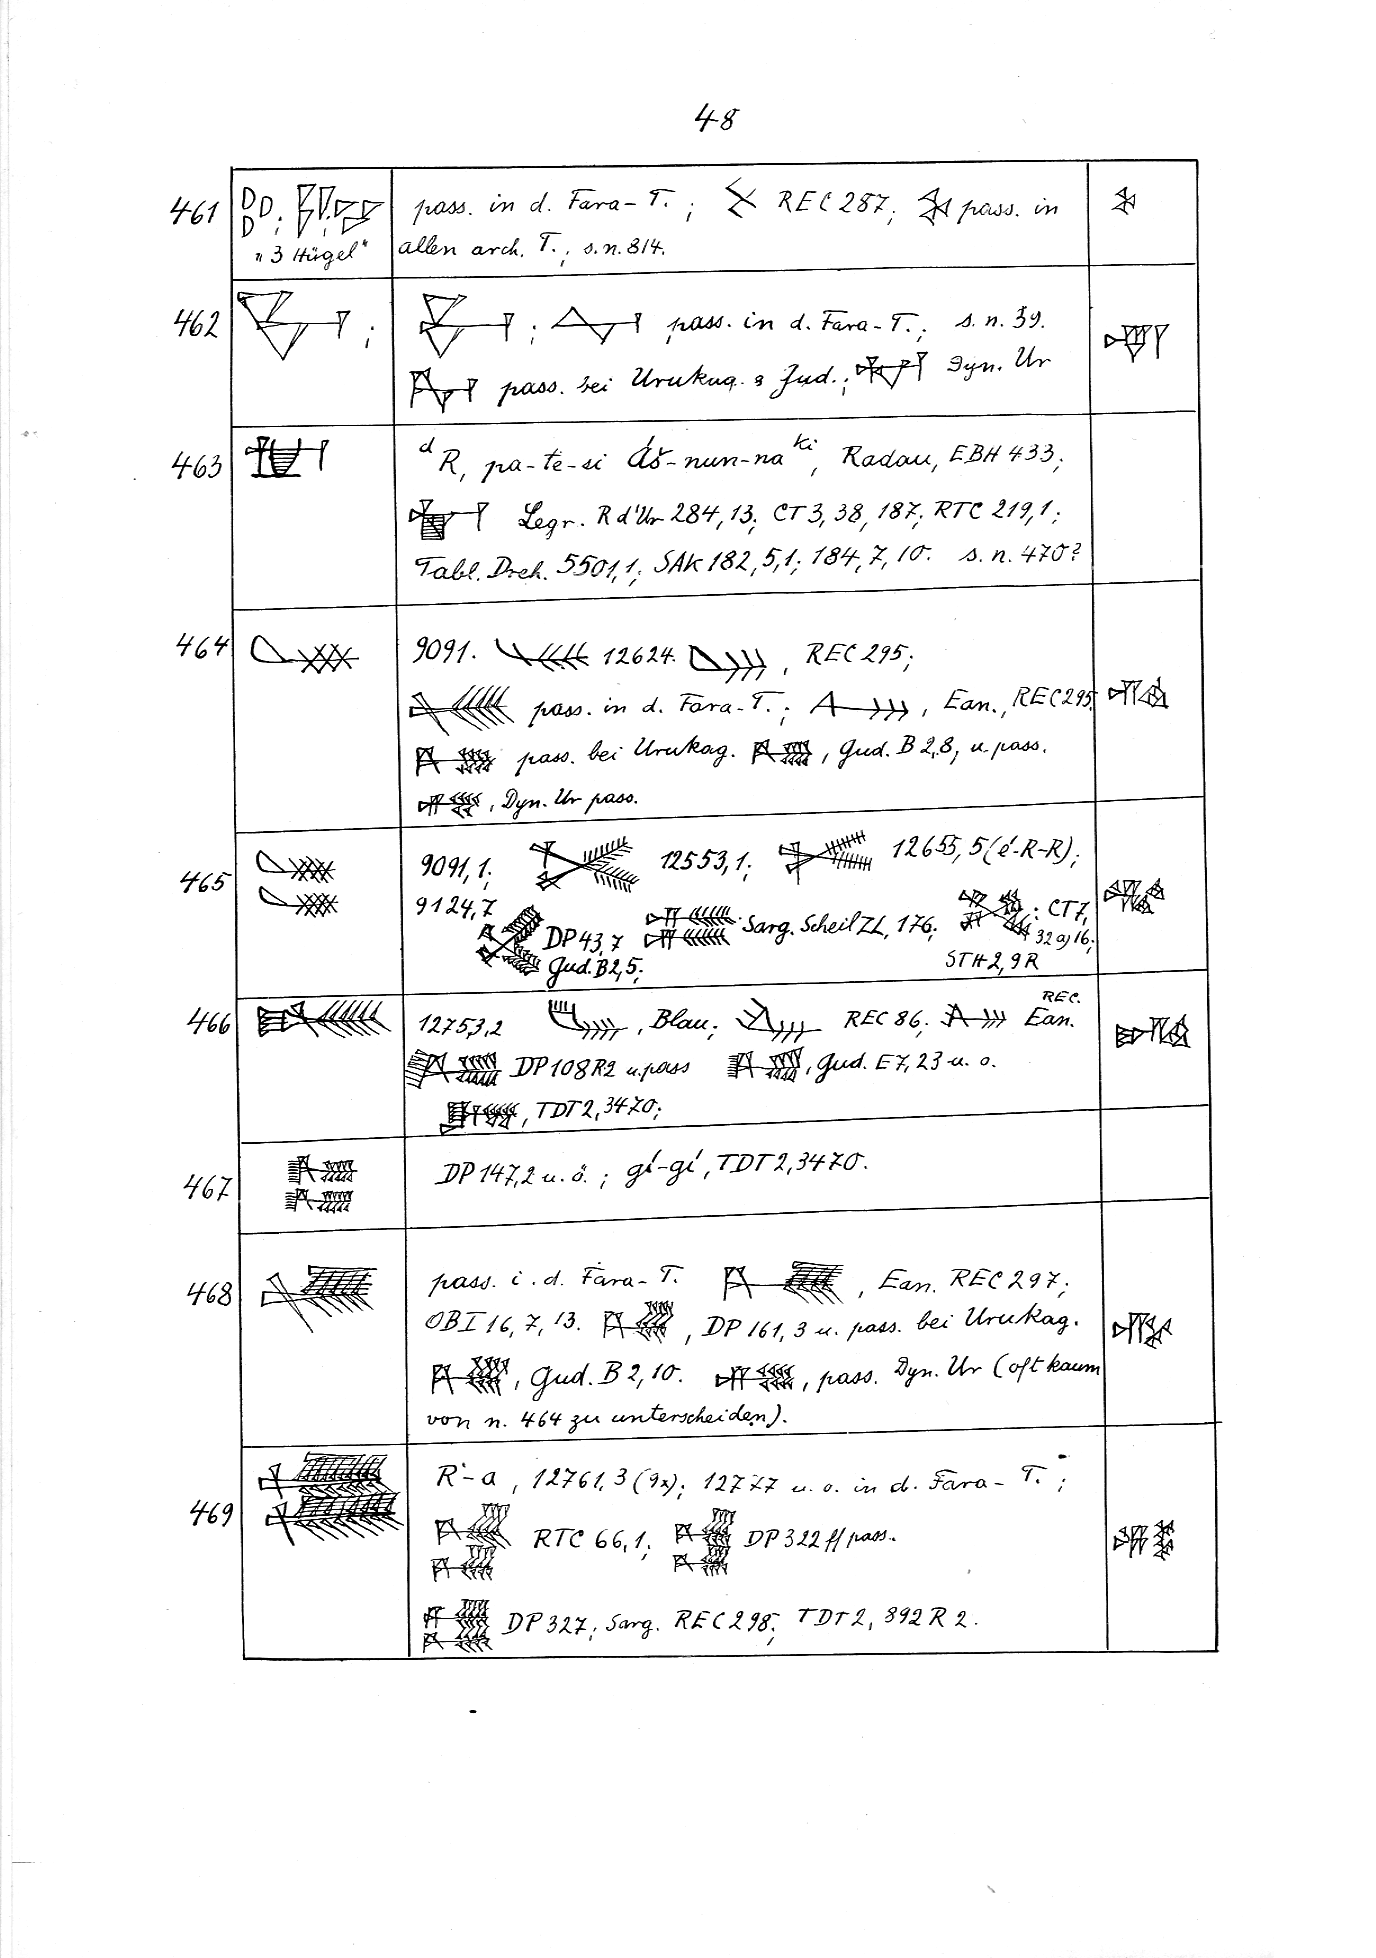 48
461 pass. in d. Fara-T.; REC 287; pass. in
"3 Hügel" allen arch. T.; s.n. 814.
462 ; ; pass. in d. Fara-T.; s.n. 39.
pass. bei Urukag. Gud.; Dyn. Ur
463 d R, pa-te-si Áš-nun-na ki, Radau, EBH 433;
Legr. R d'Ur 284,13; CT 3, 38, 187; RTC 219,1;
Tabl. Dreh. 5501,1; SAK 182,5,1; 184,7,10. s.n. 470?
464 9091. 12624. , REC 295;
pass. in d. Fara-T.; , Ean., REC 295.
pass. bei Urukag. , Gud. B 2,8, u. pass.
, Dyn. Ur pass.
465 9091,1; 12553,1; 12655,5 (é-R-R);
9124,7 DP 43,7 Sarg. Scheil ZL, 176; : CT 7,
32 a) 16;
Gud. B 2,5; STH 2,9 R
466 12753,2 , Blau; REC 86; REC. Ean.
DP 108 R2 u. pass , Gud. E 7,23 u. o.
, TDT 2, 3470;
467 DP 147,2 u. ö.; gí-gí, TDT 2, 3470.
468 pass. i. d. Fara-T. , Ean. REC 297;
OBI 16, 7, 13. , DP 161, 3 u. pass. bei Urukag.
, Gud. B 2,10. , pass. Dyn. Ur (oft kaum
von n. 464 zu unterscheiden).
469 R-a, 12761,3 (9x); 12777 u. o. in d. Fara-T.;
RTC 66,1; DP 322 ff pass.
DP 327; Sarg. REC 298; TDT 2, 892 R 2.